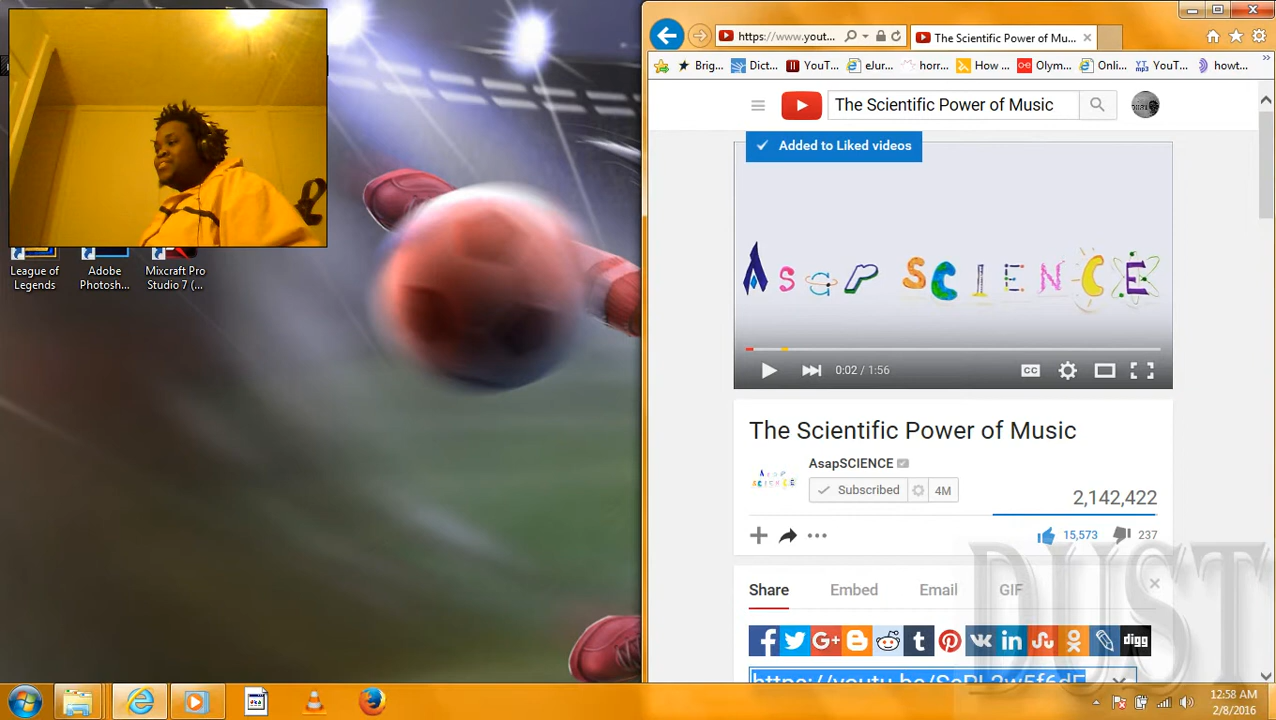 https://www.yout...
The Scientific Power of Mu...
Brig...
Dict...
YouT...
eJur...
horr...
How ...
Olym...
Onli...
YouT...
howt...
The Scientific Power of Music
Added to Liked videos
AsapSCIENCE
0:02 / 1:56
CC
The Scientific Power of Music
AsapSCIENCE
AsapSCIENCE
Subscribed
4M
2,142,422
15,573
237
Share
Embed
Email
GIF
digg
DUST
League of
Legends
Adobe
Photosh...
Mixcraft Pro
Studio 7 (...
12:58 AM
2/8/2016